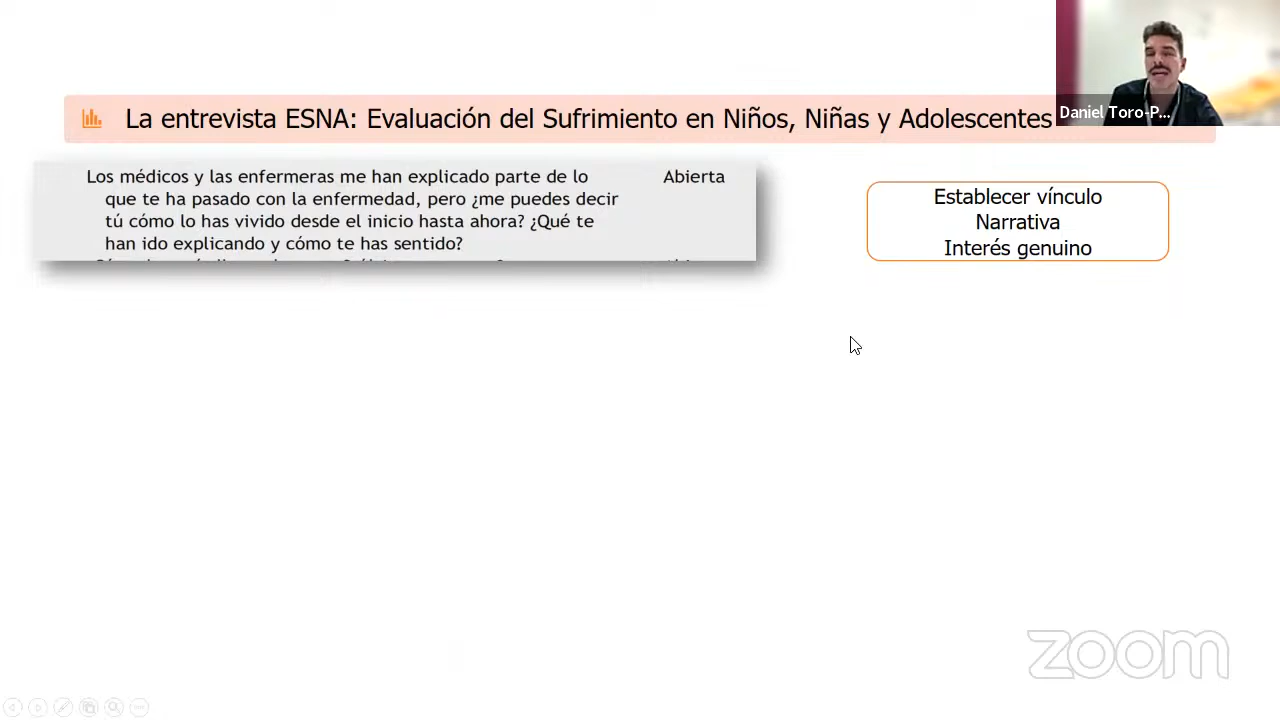 La entrevista ESNA: Evaluación del Sufrimiento en Niños, Niñas y Adolescentes
Daniel Toro-P...
Los médicos y las enfermeras me han explicado parte de lo
Abierta
que te ha pasado con la enfermedad, pero ¿me puedes decir
tú cómo lo has vivido desde el inicio hasta ahora? ¿Qué te
han ido explicando y cómo te has sentido?
Establecer vínculo
Narrativa
Interés genuino
zoom